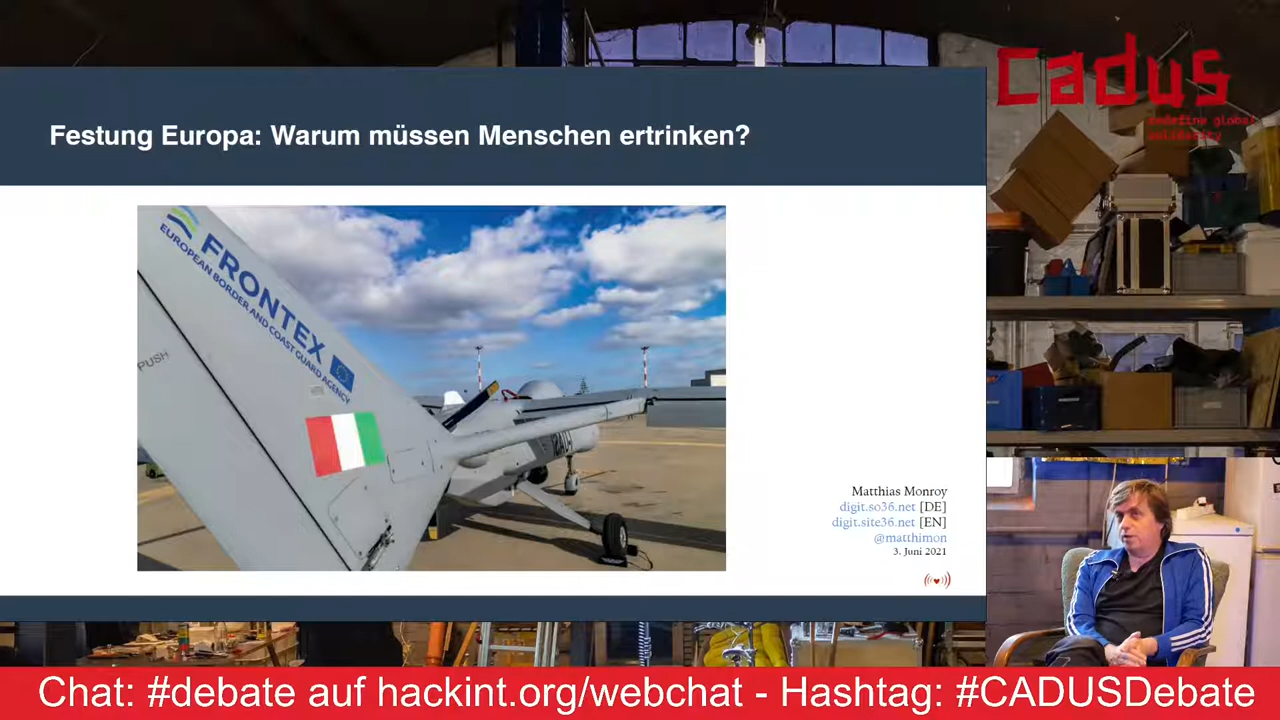 Cadus
redefine global
solidarity
Festung Europa: Warum müssen Menschen ertrinken?
FRONTEX
EUROPEAN BORDER AND COAST GUARD AGENCY
PUSH
Matthias Monroy
digit.so36.net [DE]
digit.site36.net [EN]
@matthimon
3. Juni 2021
Chat: #debate auf hackint.org/webchat - Hashtag: #CADUSDebate